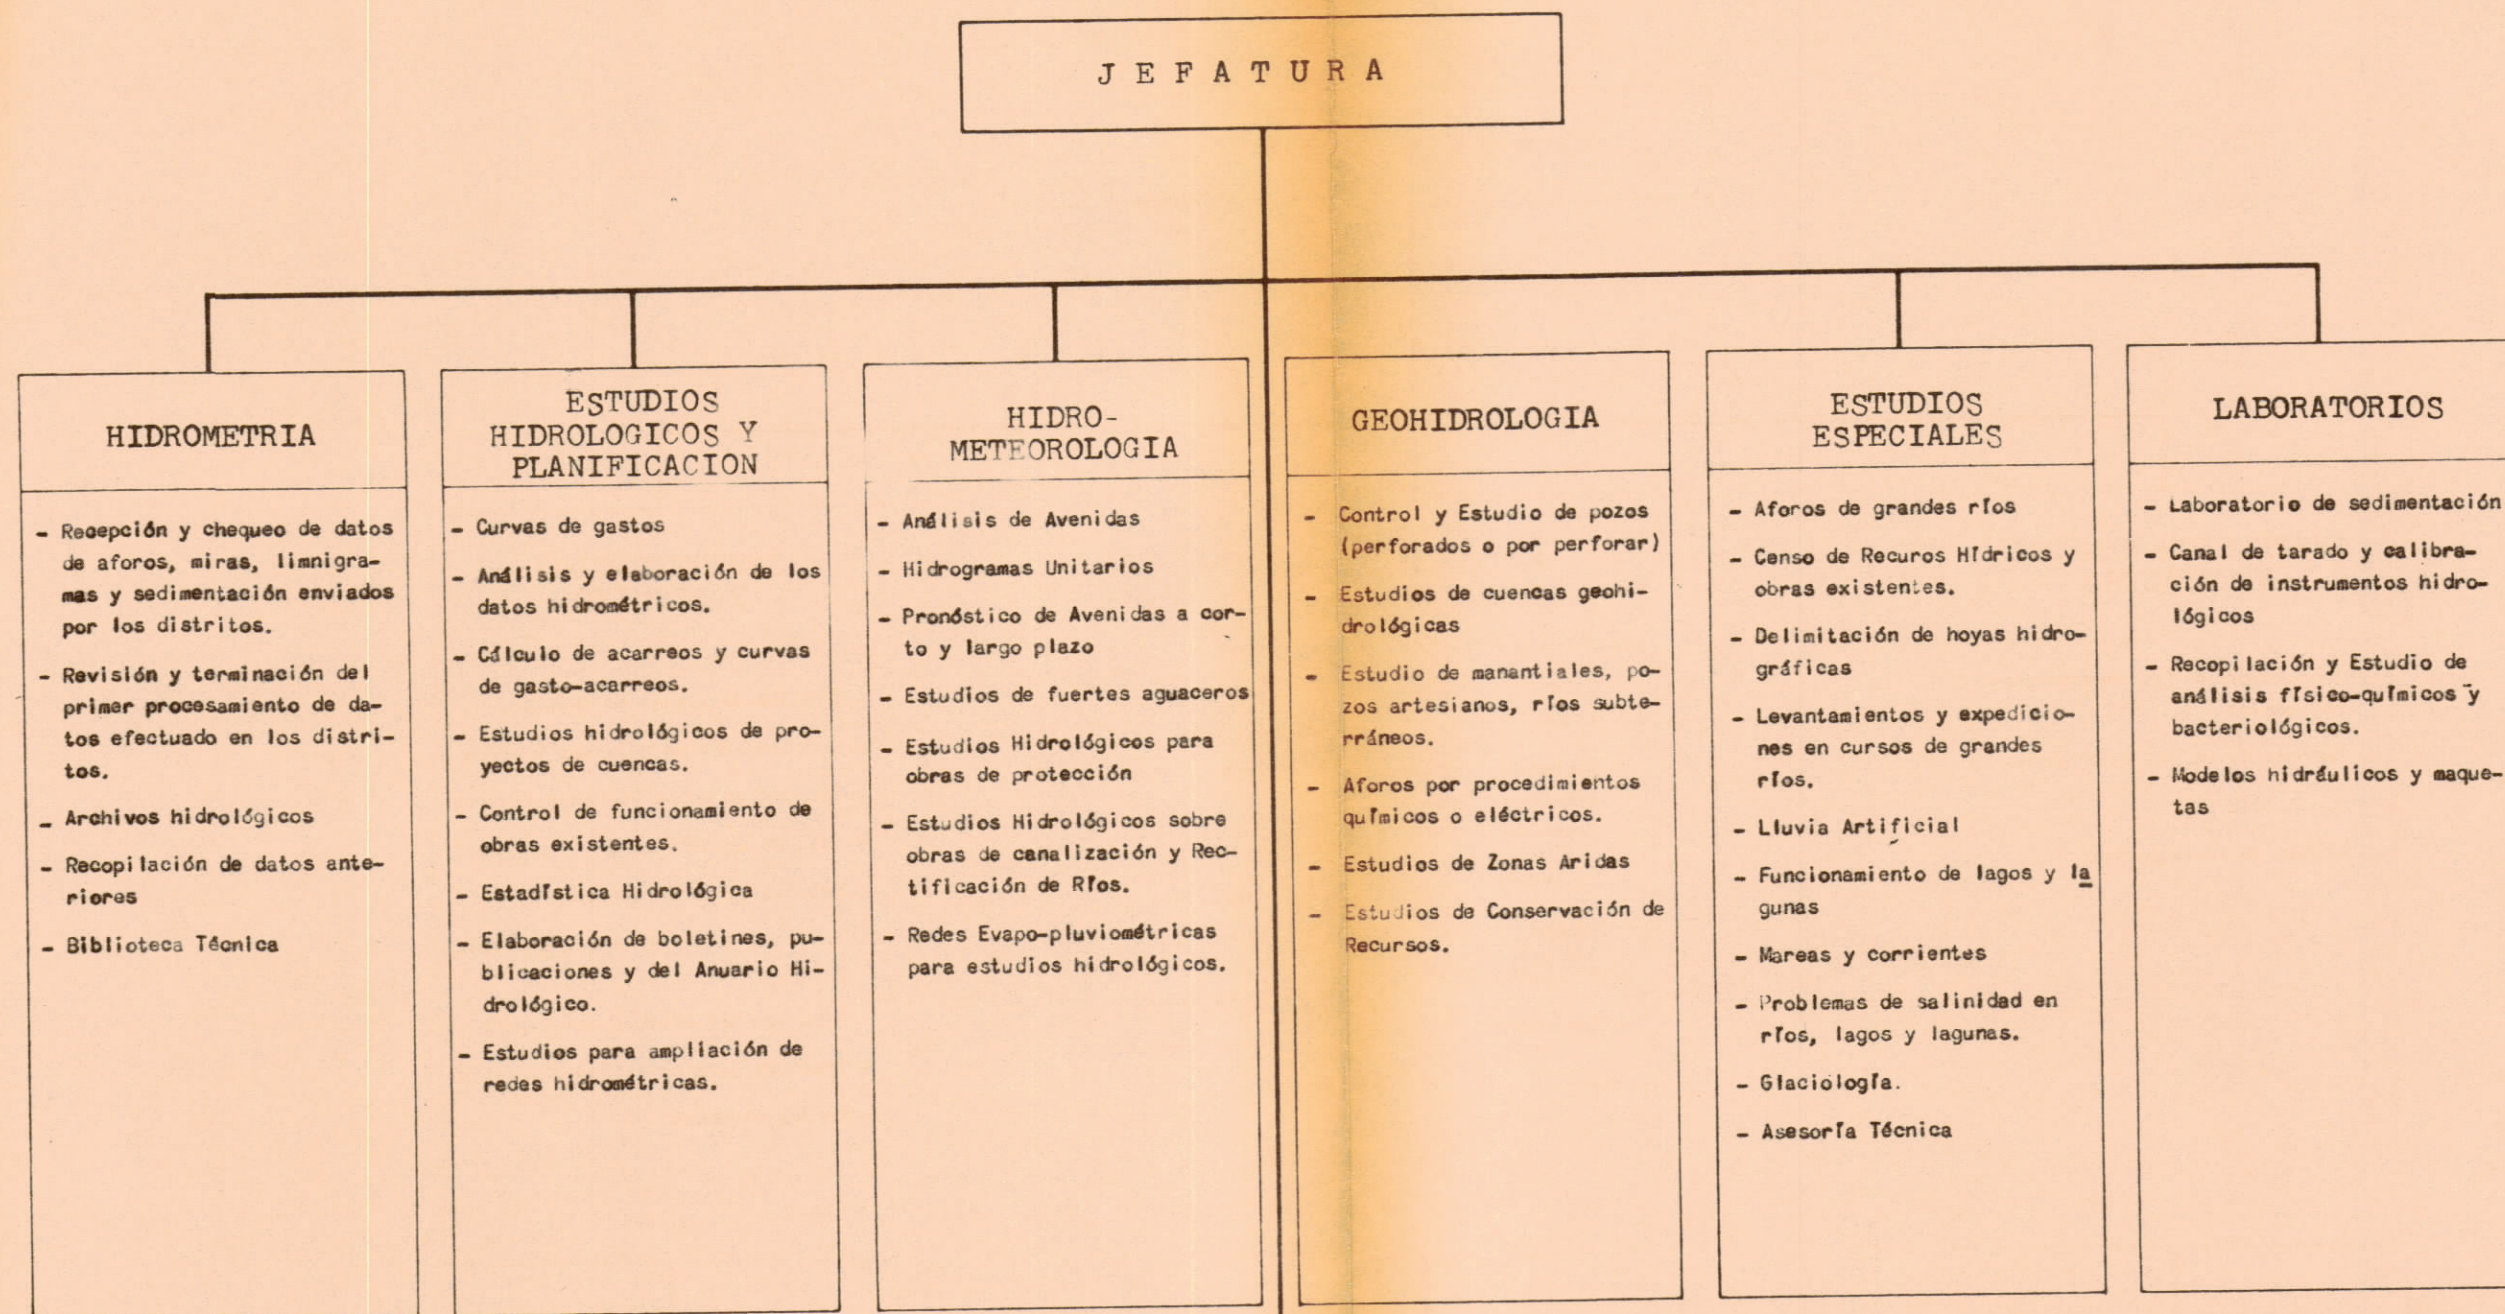 JEFATURA
HIDROMETRIA
- Recepción y chequeo de datos
de aforos, miras, limnigra-
mas y sedimentación enviados
por los distritos.
- Revisión y terminación del
primer procesamiento de da-
tos efectuado en los distri-
tos.
- Archivos hidrológicos
- Recopilación de datos ante-
riores
- Biblioteca Técnica
ESTUDIOS
HIDROLOGICOS Y
PLANIFICACION
- Curvas de gastos
- Análisis y elaboración de los
datos hidrométricos.
- Cálculo de acarreos y curvas
de gasto-acarreos.
- Estudios hidrológicos de pro-
yectos de cuencas.
- Control de funcionamiento de
obras existentes.
- Estadística Hidrológica
- Elaboración de boletines, pu-
blicaciones y del Anuario Hi-
drológico.
- Estudios para ampliación de
redes hidrométricas.
HIDRO-
METEOROLOGIA
- Análisis de Avenidas
- Hidrogramas Unitarios
- Pronóstico de Avenidas a cor-
to y largo plazo
- Estudios de fuertes aguaceros
- Estudios Hidrológicos para
obras de protección
- Estudios Hidrológicos sobre
obras de canalización y Rec-
tificación de Ríos.
- Redes Evapo-pluviométricas
para estudios hidrológicos.
GEOHIDROLOGIA
- Control y Estudio de pozos
(perforados o por perforar)
- Estudios de cuencas geohi-
drológicas
- Estudio de manantiales, po-
zos artesianos, ríos subte-
rráneos.
- Aforos por procedimientos
químicos o eléctricos.
- Estudios de Zonas Aridas
- Estudios de Conservación de
Recursos.
ESTUDIOS
ESPECIALES
- Aforos de grandes ríos
- Censo de Recuros Hídricos y
obras existentes.
- Delimitación de hoyas hidro-
gráficas
- Levantamientos y expedicio-
nes en cursos de grandes
ríos.
- Lluvia Artificial
- Funcionamiento de lagos y la
gunas
- Mareas y corrientes
- Problemas de salinidad en
ríos, lagos y lagunas.
- Glaciología.
- Asesoría Técnica
LABORATORIOS
- Laboratorio de sedimentación
- Canal de tarado y calibra-
ción de instrumentos hidro-
lógicos
- Recopilación y Estudio de
análisis físico-químicos y
bacteriológicos.
- Modelos hidráulicos y maque-
tas